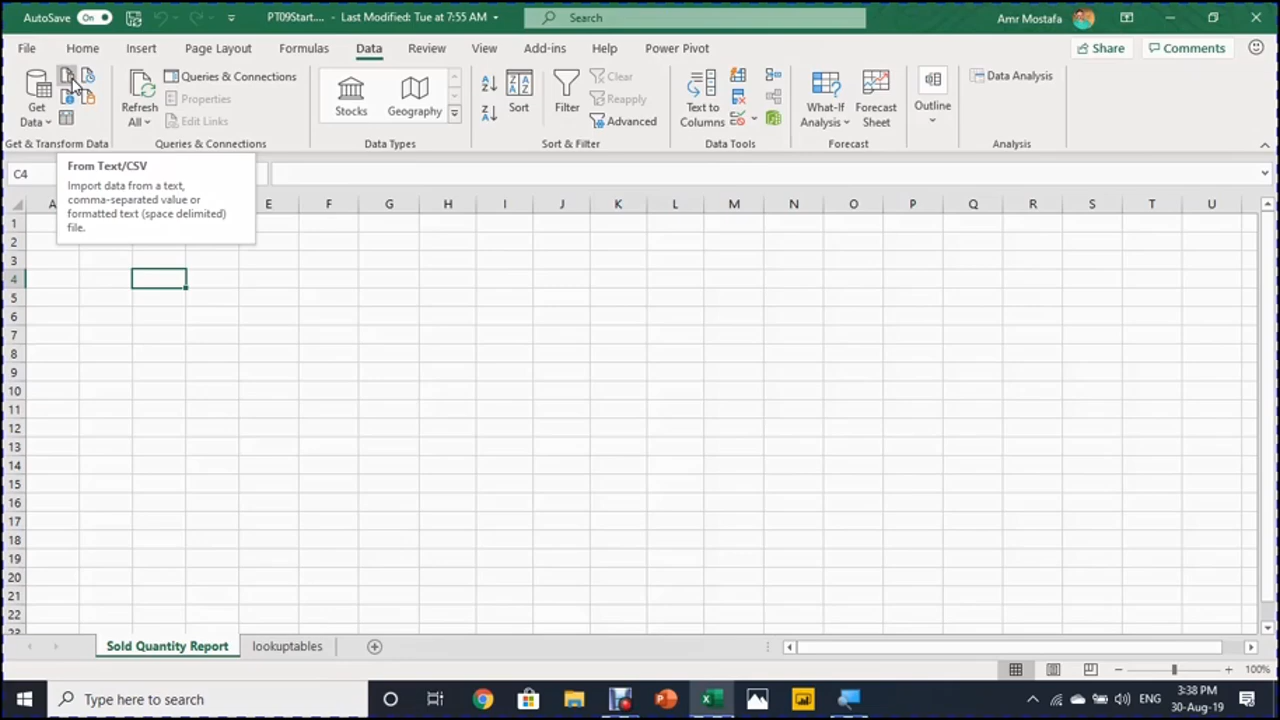 AutoSave On PT09Start.... - Last Modified: Tue at 7:55 AM Search Amr Mostafa
File Home Insert Page Layout Formulas Data Review View Add-ins Help Power Pivot Share Comments
Get Data
Refresh All
Queries & Connections
Properties
Edit Links
Stocks
Geography
Sort
Filter
Clear
Reapply
Advanced
Text to Columns
What-If Analysis
Forecast Sheet
Outline
Data Analysis
Get & Transform Data Queries & Connections Data Types Sort & Filter Data Tools Forecast Analysis
C4
From Text/CSV
Import data from a text,
comma-separated value or
formatted text (space delimited)
file.
A E F G H I J K L M N O P Q R S T U
1
2
3
4
5
6
7
8
9
10
11
12
13
14
15
16
17
18
19
20
21
22
23
Sold Quantity Report lookuptables
100%
Type here to search ENG 3:38 PM
30-Aug-19